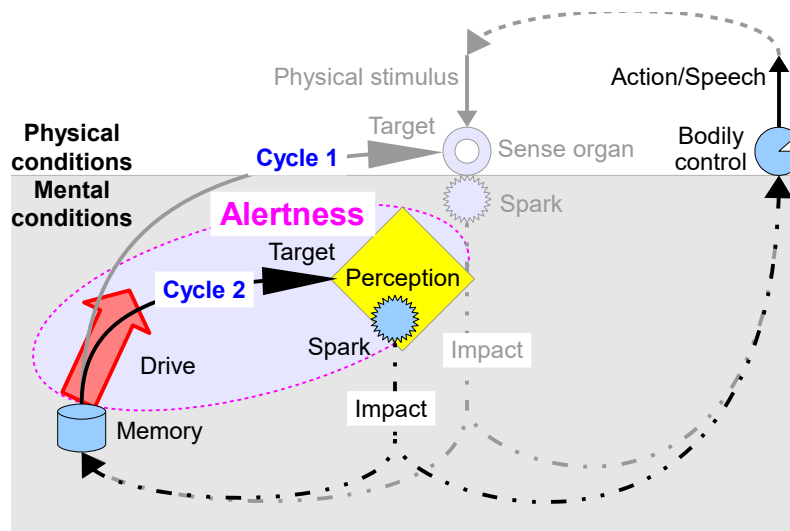 Physical stimulus
Action/Speech
Target
Physical
conditions
Cycle 1
Sense organ
Bodily
control
Mental
conditions
Alertness
Spark
Target
Perception
Cycle 2
Spark
Impact
Drive
Impact
Memory